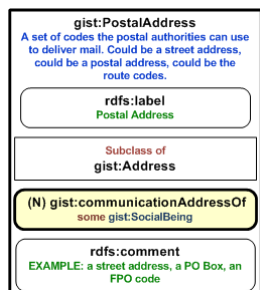 gist:PostalAddress
A set of codes the postal authorities can use
to deliver mail. Could be a street address,
could be a postal address, could be the
route codes.
rdfs:label
Postal Address
Subclass of
gist:Address
(N) gist:communicationAddressOf
some gist:SocialBeing
rdfs:comment
EXAMPLE: a street address, a PO Box, an
FPO code